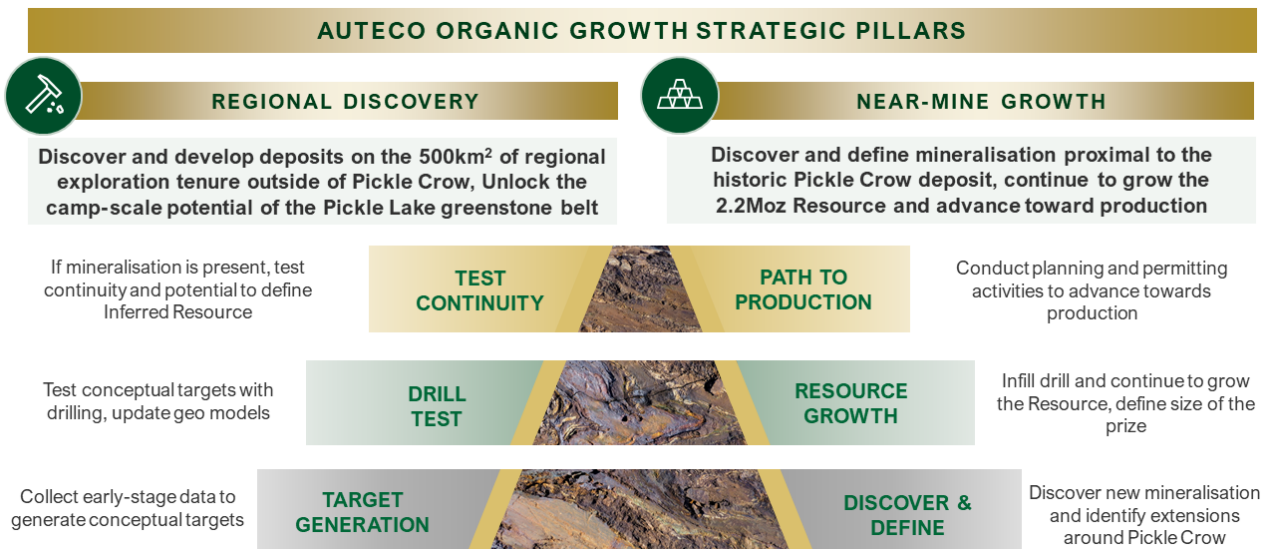 AUTECO ORGANIC GROWTH STRATEGIC PILLARS
REGIONAL DISCOVERY
Discover and develop deposits on the 500km² of regional
exploration tenure outside of Pickle Crow, Unlock the
camp-scale potential of the Pickle Lake greenstone belt
NEAR-MINE GROWTH
Discover and define mineralisation proximal to the
historic Pickle Crow deposit, continue to grow the
2.2Moz Resource and advance toward production
If mineralisation is present, test
continuity and potential to define
Inferred Resource
TEST
CONTINUITY
PATH TO
PRODUCTION
Conduct planning and permitting
activities to advance towards
production
Test conceptual targets with
drilling, update geo models
DRILL
TEST
RESOURCE
GROWTH
Infill drill and continue to grow
the Resource, define size of the
prize
Collect early-stage data to
generate conceptual targets
TARGET
GENERATION
DISCOVER &
DEFINE
Discover new mineralisation
and identify extensions
around Pickle Crow